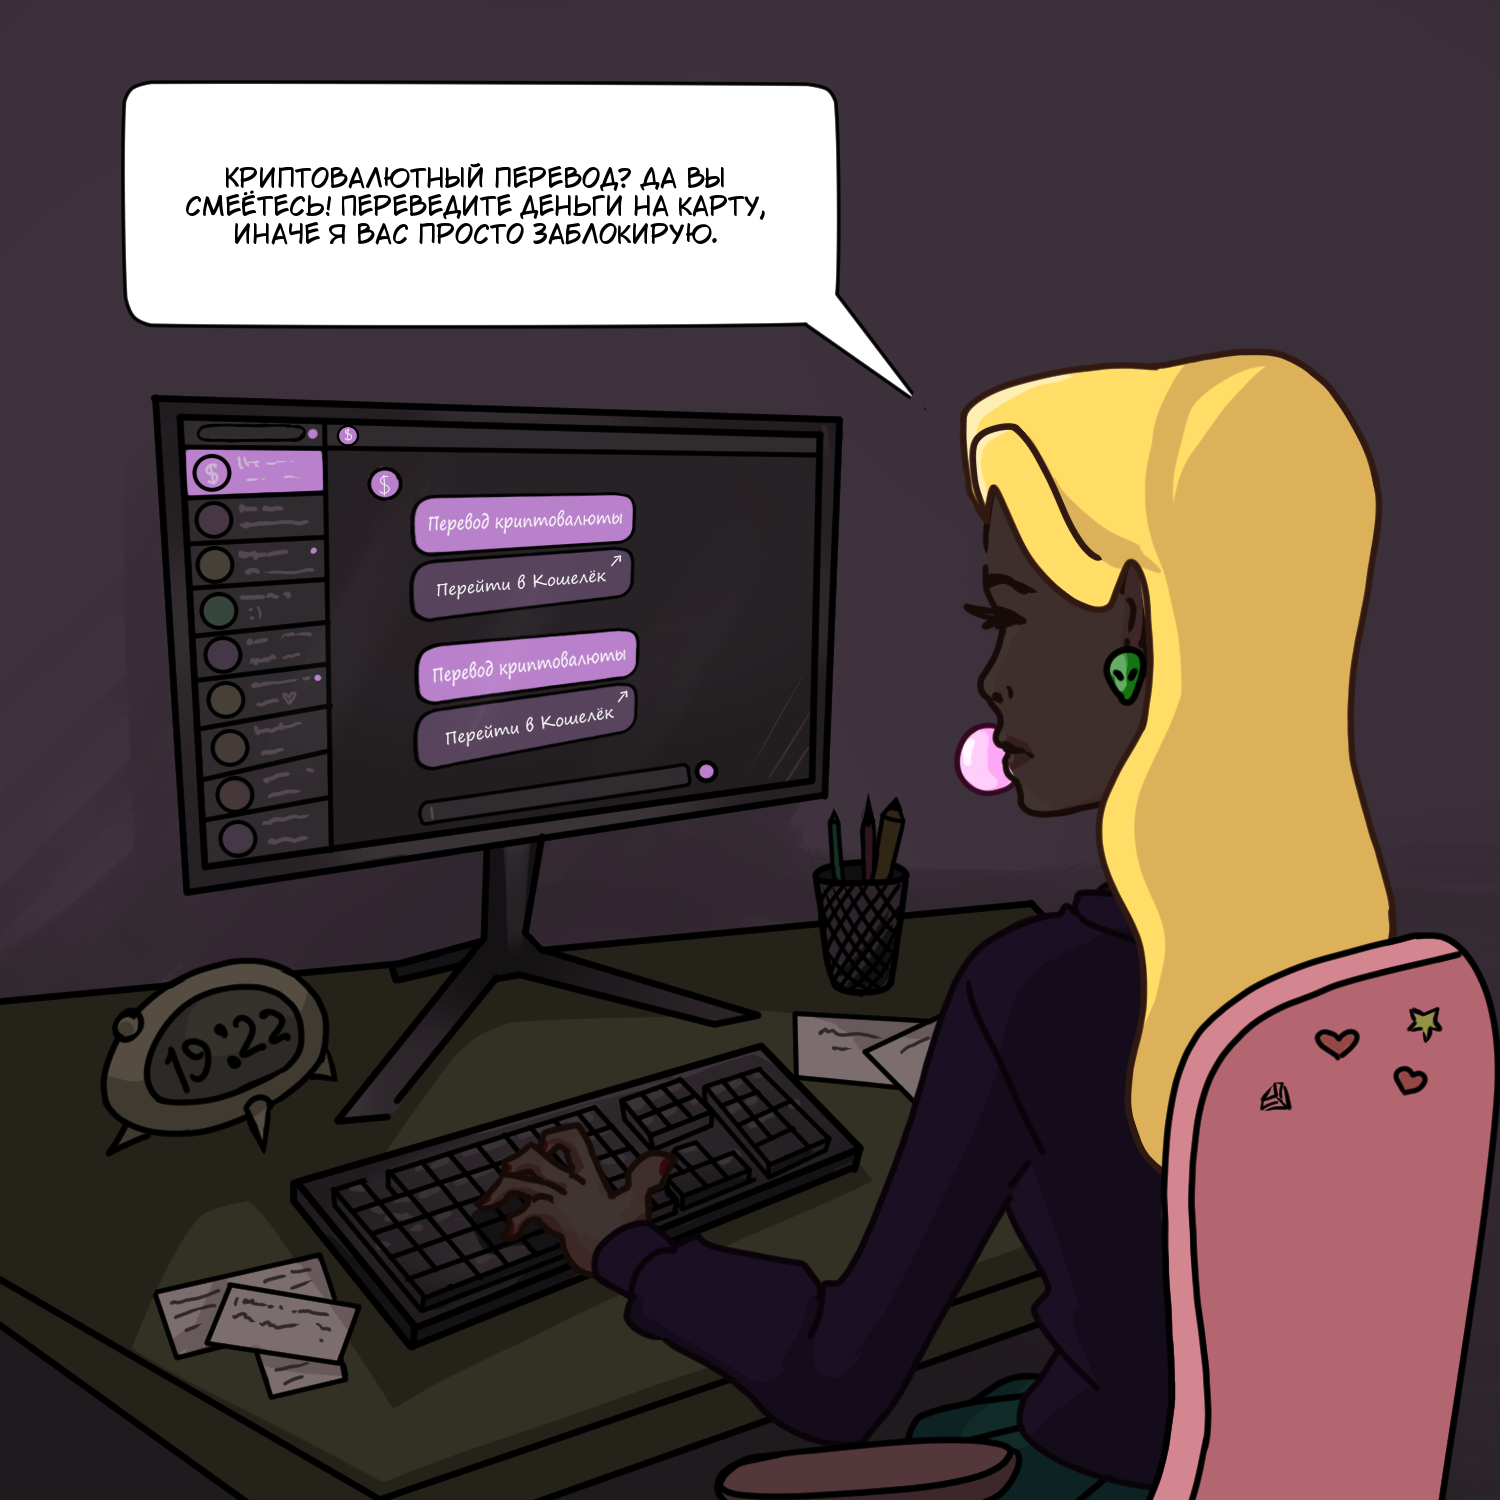 КРИПТОВАЛЮТНЫЙ ПЕРЕВОД? ДА ВЫ
СМЕЁТЕСЬ! ПЕРЕВЕДИТЕ ДЕНЬГИ НА КАРТУ,
ИНАЧЕ Я ВАС ПРОСТО ЗАБЛОКИРУЮ.
$
$
$
Перевод криптовалюты
Перейти в Кошелёк
:)
Перевод криптовалюты
Перейти в Кошелёк
19:22